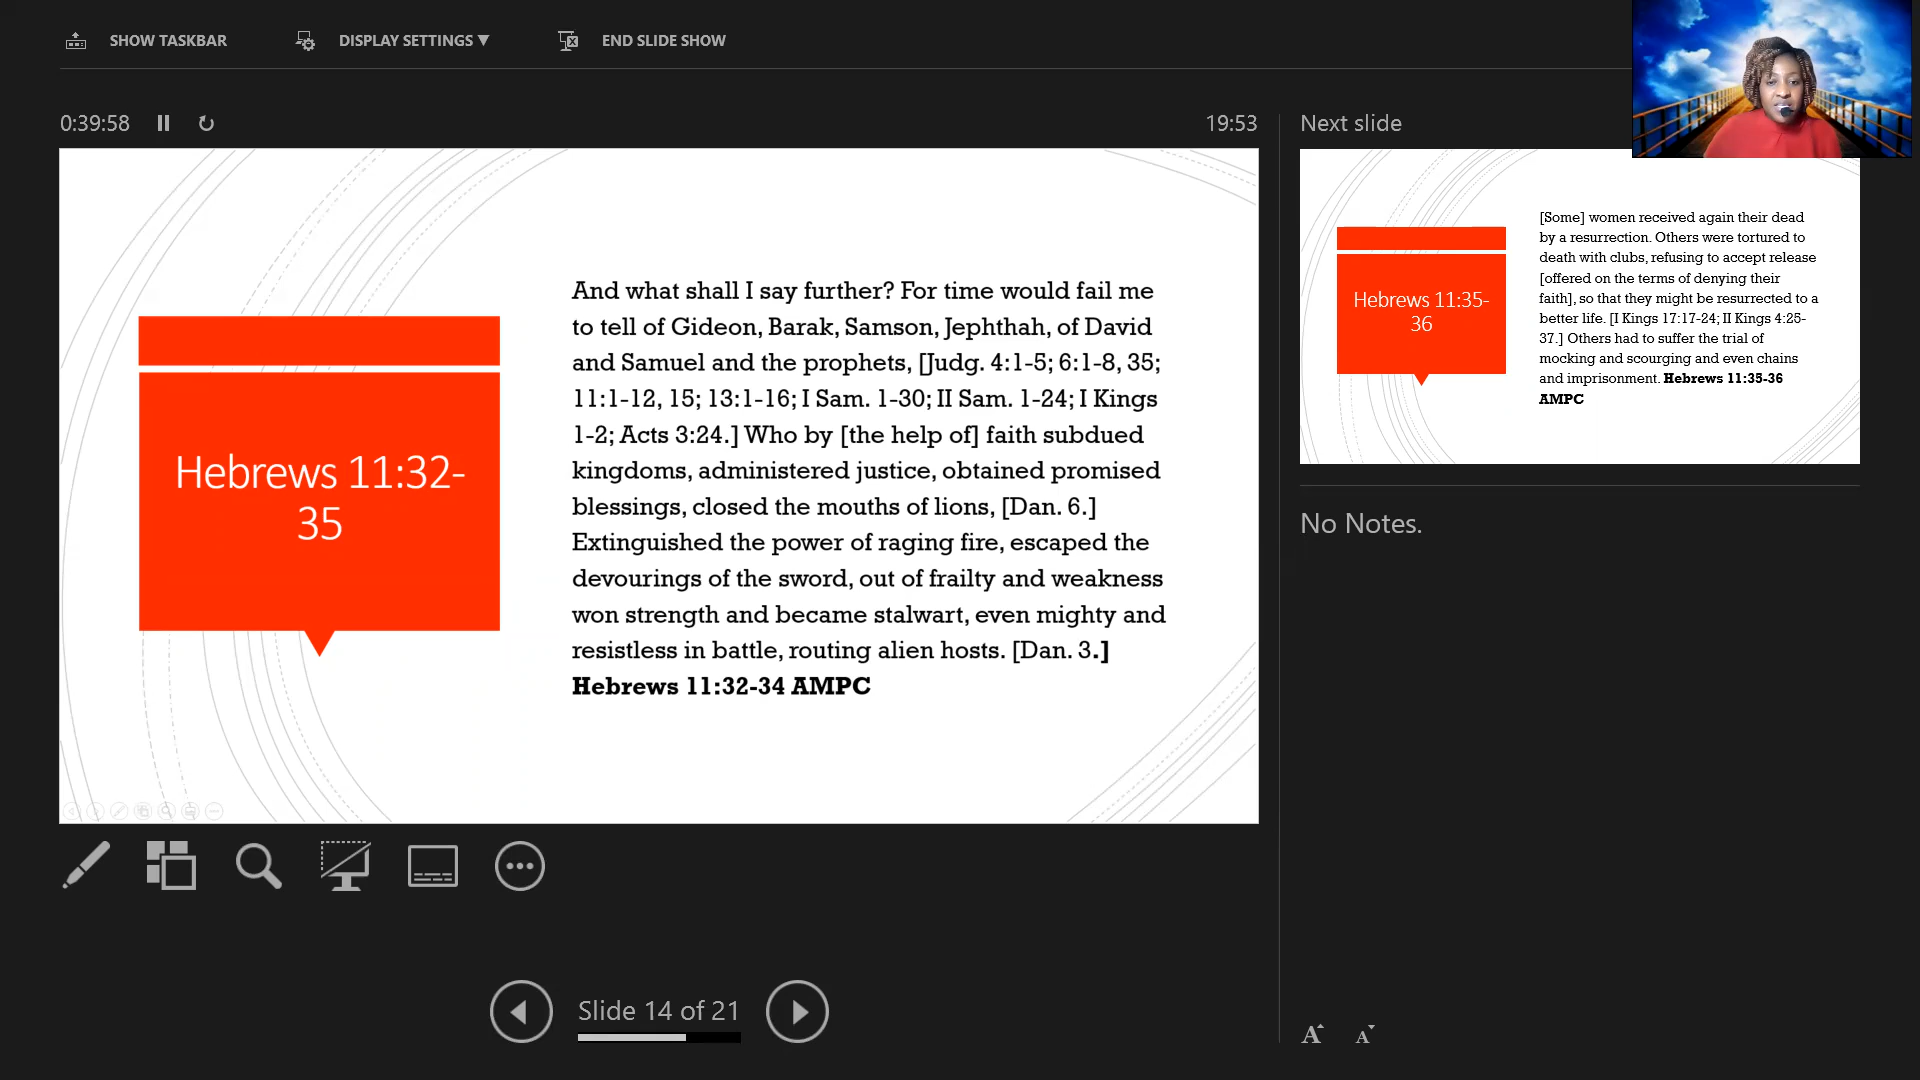 SHOW TASKBAR
DISPLAY SETTINGS ▼
END SLIDE SHOW
0:39:58
19:53
Next slide
Hebrews 11:32-
35
And what shall I say further? For time would fail me
to tell of Gideon, Barak, Samson, Jephthah, of David
and Samuel and the prophets, [Judg. 4:1-5; 6:1-8, 35;
11:1-12, 15; 13:1-16; I Sam. 1-30; II Sam. 1-24; I Kings
1-2; Acts 3:24.] Who by [the help of] faith subdued
kingdoms, administered justice, obtained promised
blessings, closed the mouths of lions, [Dan. 6.]
Extinguished the power of raging fire, escaped the
devourings of the sword, out of frailty and weakness
won strength and became stalwart, even mighty and
resistless in battle, routing alien hosts. [Dan. 3.]
Hebrews 11:32-34 AMPC
Hebrews 11:35-
36
[Some] women received again their dead
by a resurrection. Others were tortured to
death with clubs, refusing to accept release
[offered on the terms of denying their
faith], so that they might be resurrected to a
better life. [I Kings 17:17-24; II Kings 4:25-
37.] Others had to suffer the trial of
mocking and scourging and even chains
and imprisonment. Hebrews 11:35-36
AMPC
No Notes.
Slide 14 of 21
A A